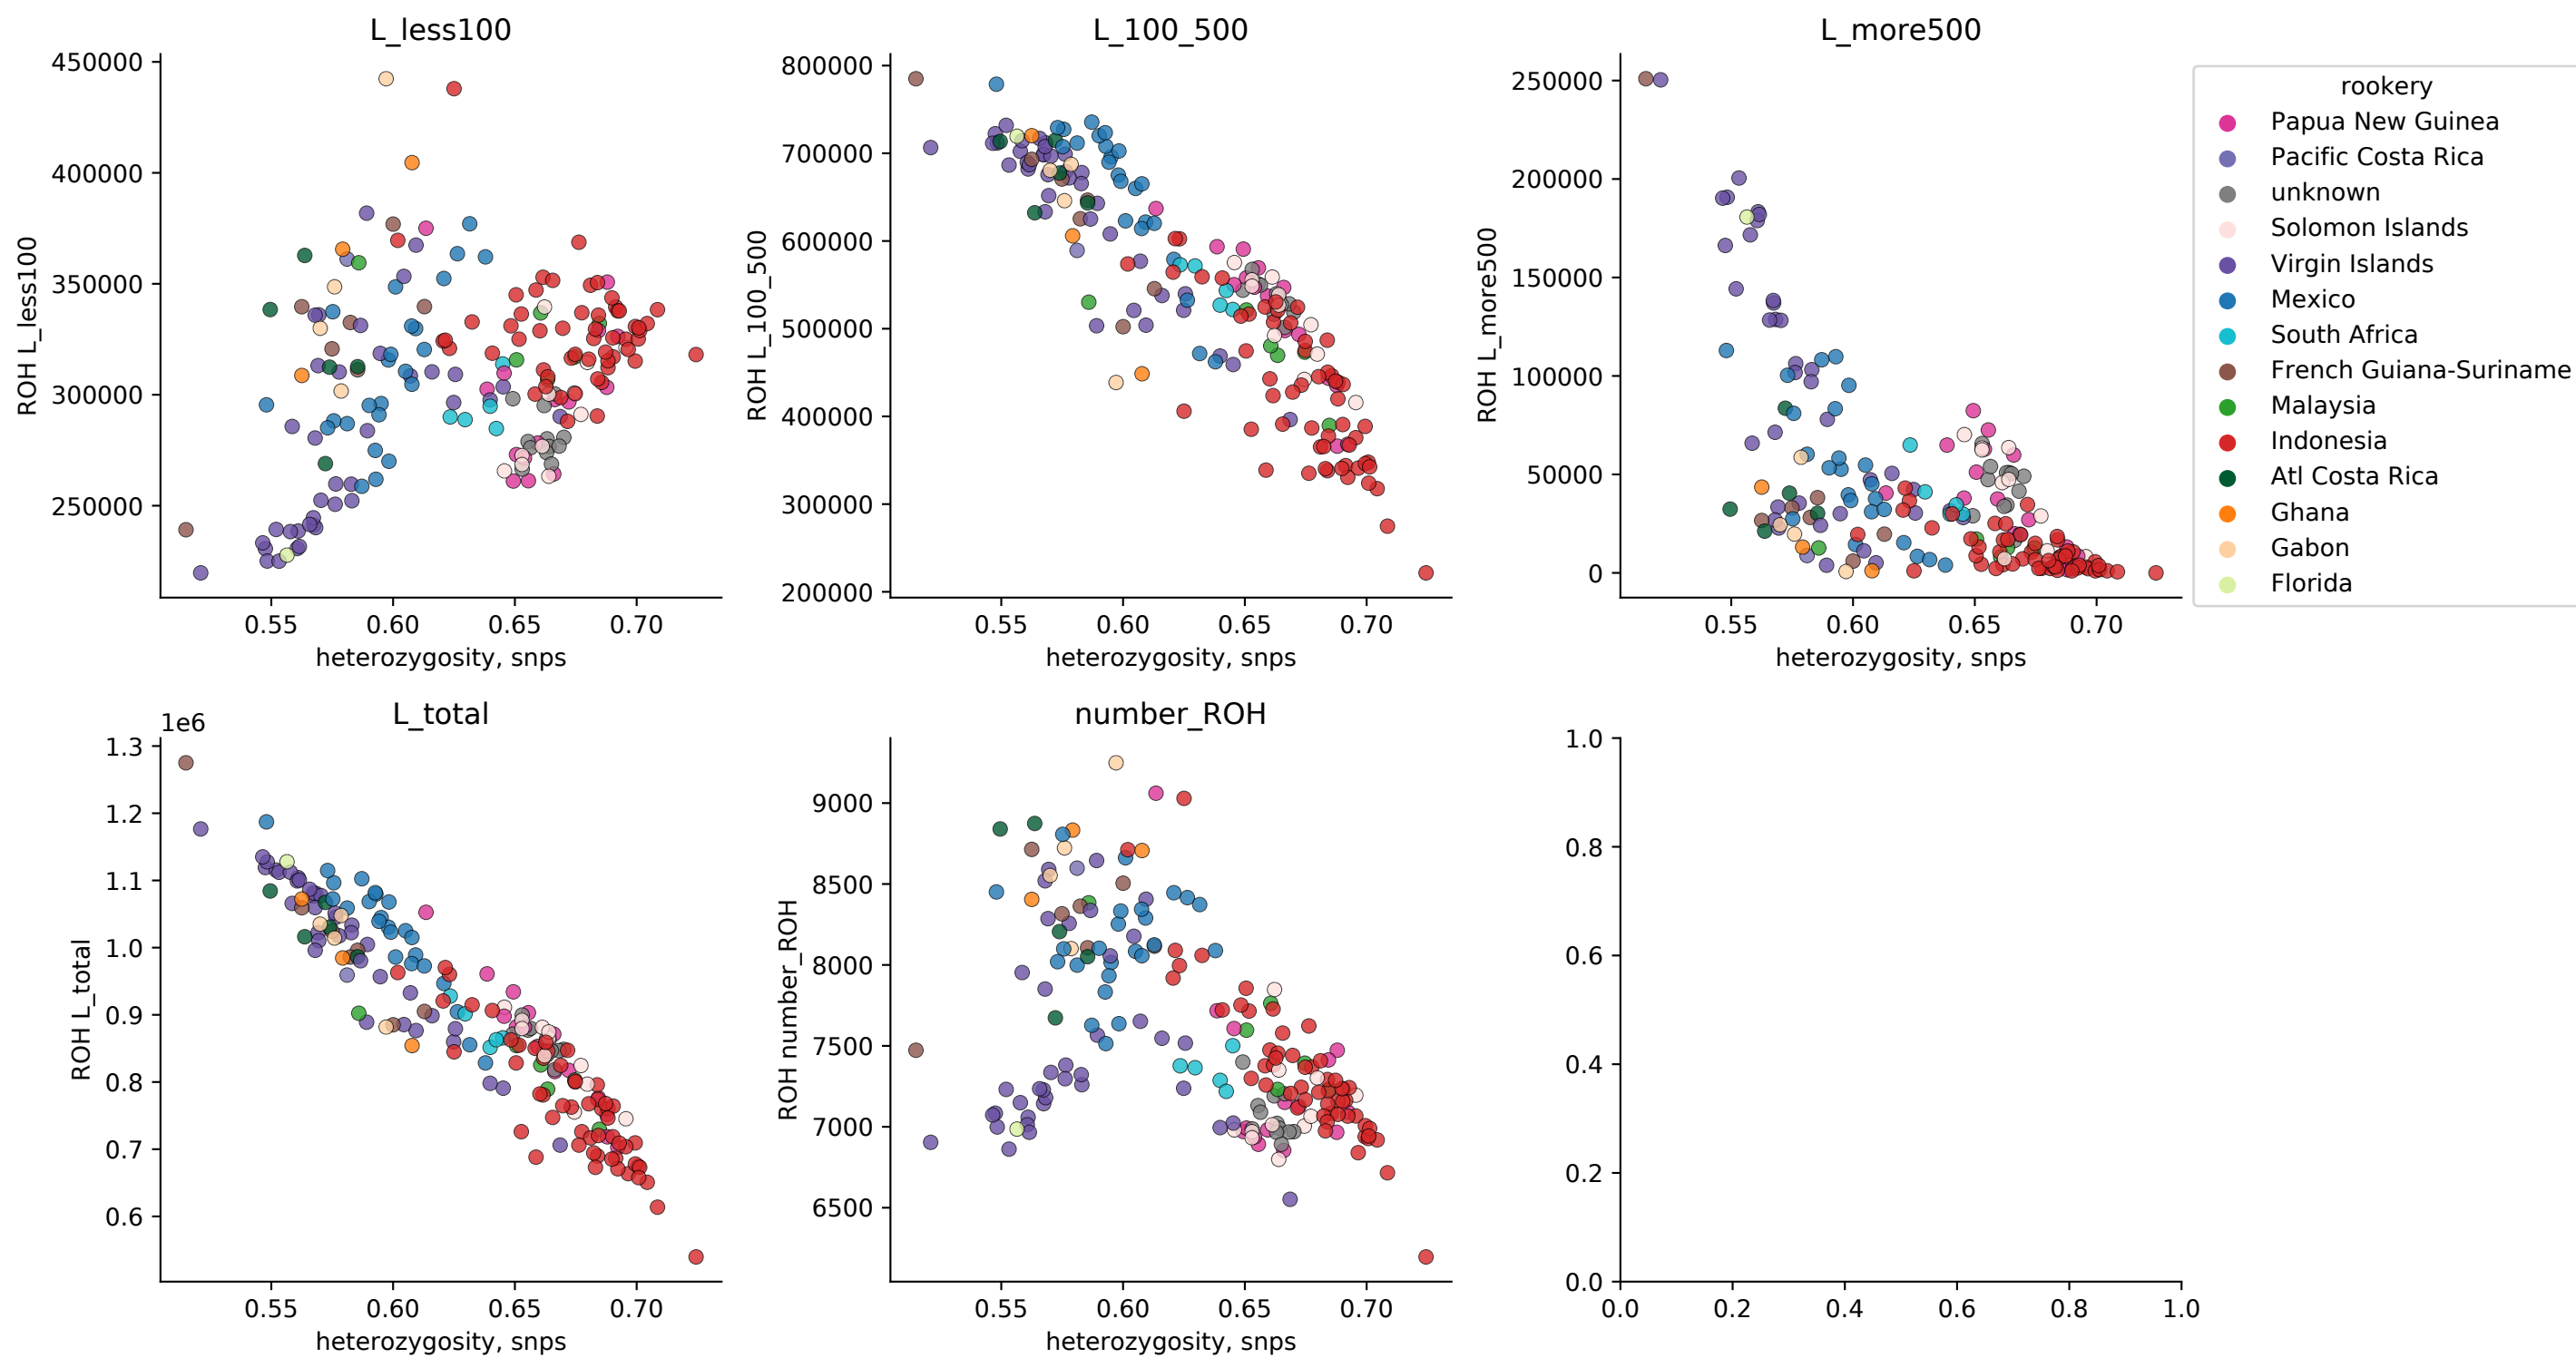 L_less100
450000
400000
350000
300000
250000
ROH L_less100
0.55 0.60 0.65 0.70
heterozygosity, snps
L_100_500
800000
700000
600000
500000
400000
300000
200000
ROH L_100_500
0.55 0.60 0.65 0.70
heterozygosity, snps
L_more500
250000
200000
150000
100000
50000
0
ROH L_more500
0.55 0.60 0.65 0.70
heterozygosity, snps
rookery
Papua New Guinea
Pacific Costa Rica
unknown
Solomon Islands
Virgin Islands
Mexico
South Africa
French Guiana-Suriname
Malaysia
Indonesia
Atl Costa Rica
Ghana
Gabon
Florida
L_total
1e6
1.3
1.2
1.1
1.0
0.9
0.8
0.7
0.6
ROH L_total
0.55 0.60 0.65 0.70
heterozygosity, snps
number_ROH
9000
8500
8000
7500
7000
6500
ROH number_ROH
0.55 0.60 0.65 0.70
heterozygosity, snps
1.0
0.8
0.6
0.4
0.2
0.0
0.0 0.2 0.4 0.6 0.8 1.0